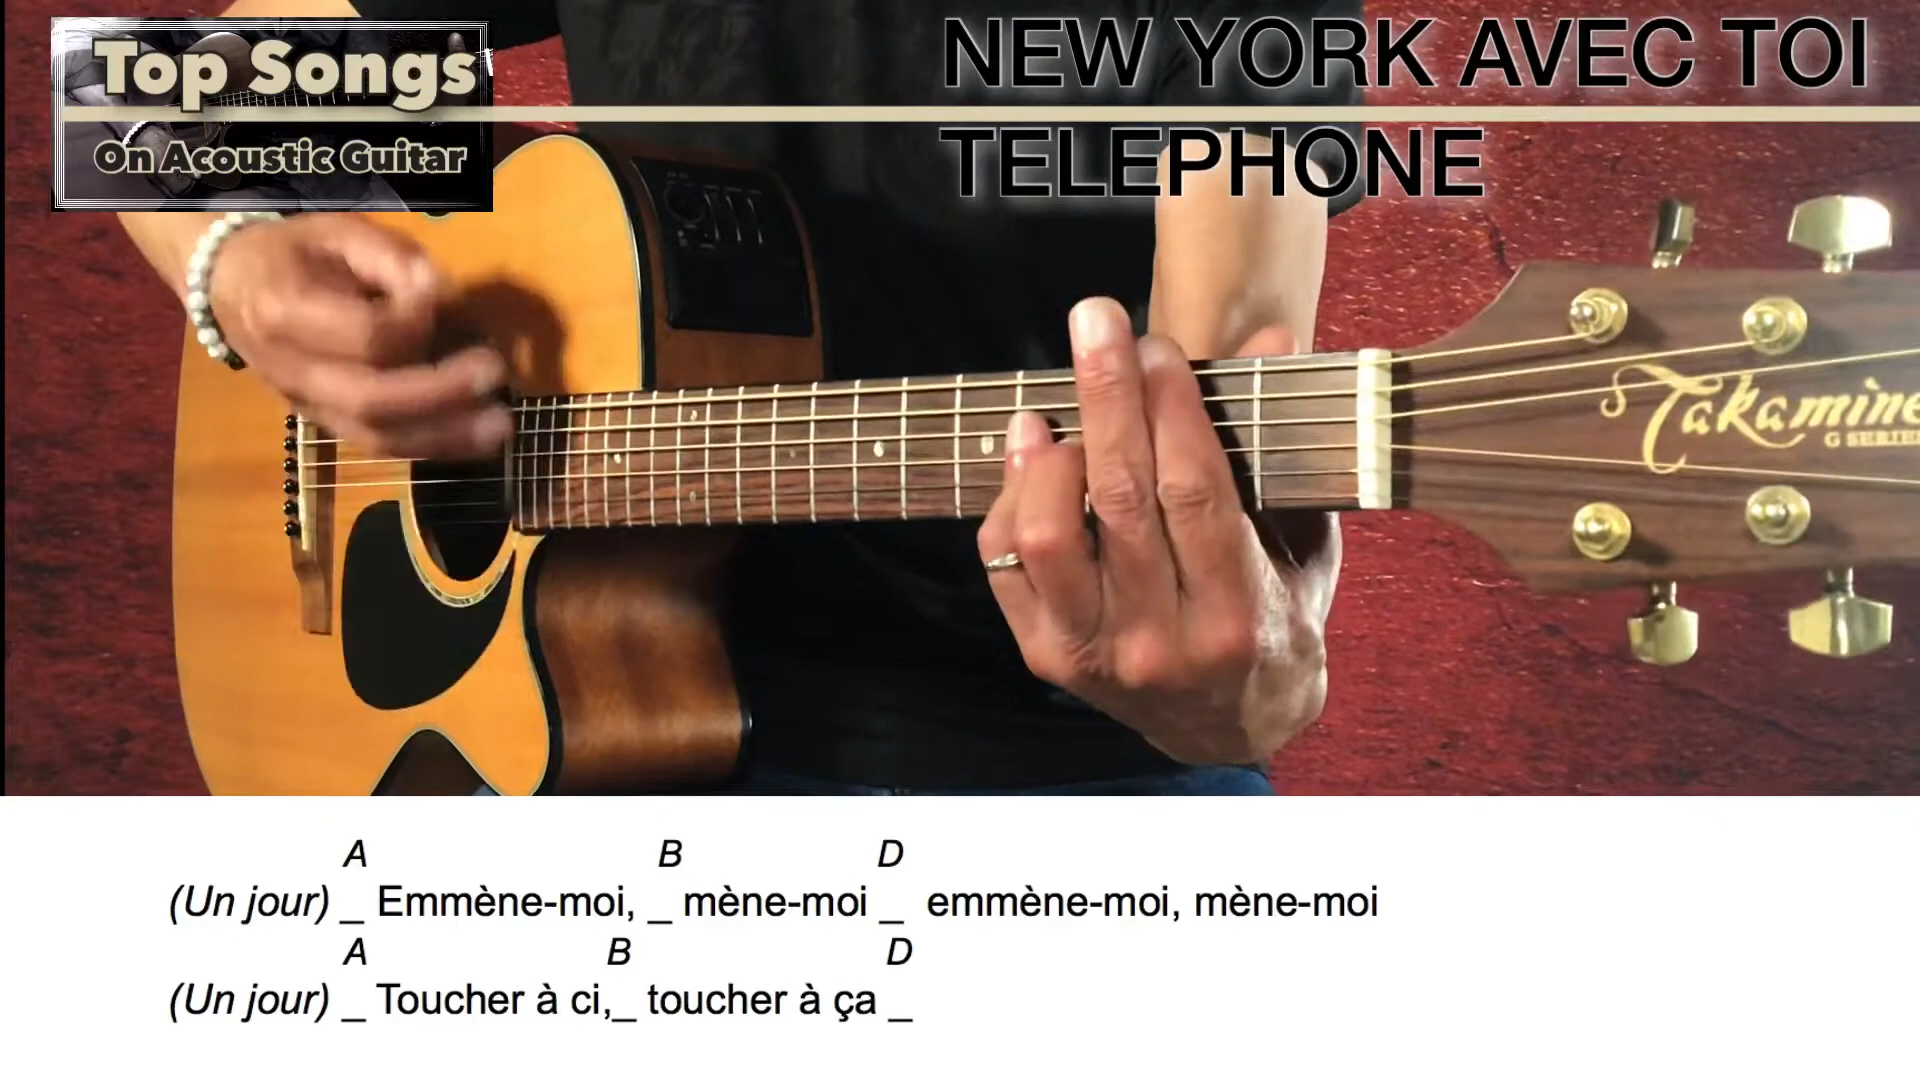 Top Songs
On Acoustic Guitar
NEW YORK AVEC TOI
TELEPHONE
Takamine
G SERIES
A B D
(Un jour) _ Emmène-moi, _ mène-moi _ emmène-moi, mène-moi
A B D
(Un jour) _ Toucher à ci,_ toucher à ça _